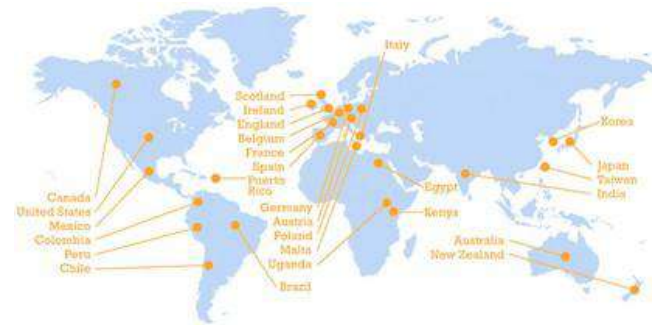 Italy
Scotland
Ireland
England
Belgium
France
Spain
Puerto
Rico
Korea
Japan
Taiwan
India
Egypt
Kenya
Canada
United States
Mexico
Colombia
Peru
Chile
Brazil
Germany
Austria
Poland
Malta
Uganda
Australia
New Zealand